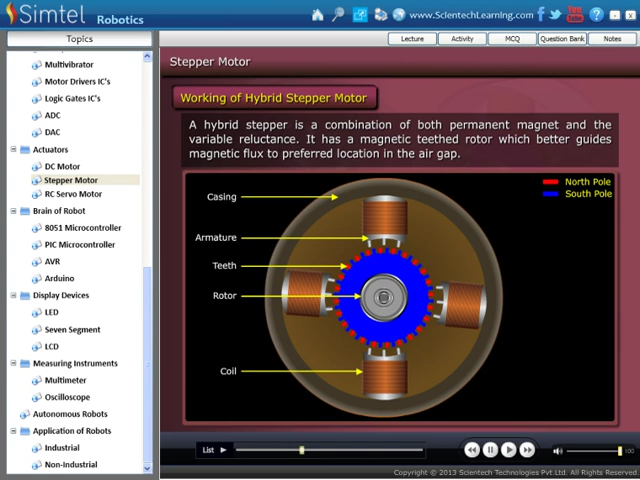 Simtel Robotics
www.ScientechLearning.com
Topics
Lecture
Activity
MCQ
Question Bank
Notes
Multivibrator
Motor Drivers IC's
Logic Gates IC's
ADC
DAC
Actuators
DC Motor
Stepper Motor
RC Servo Motor
Brain of Robot
8051 Microcontroller
PIC Microcontroller
AVR
Arduino
Display Devices
LED
Seven Segment
LCD
Measuring Instruments
Multimeter
Oscilloscope
Autonomous Robots
Application of Robots
Industrial
Non-Industrial
Stepper Motor
Working of Hybrid Stepper Motor
A hybrid stepper is a combination of both permanent magnet and the
variable reluctance. It has a magnetic teethed rotor which better guides
magnetic flux to preferred location in the air gap.
North Pole
South Pole
Casing
Armature
Teeth
Rotor
Coil
List
100
Copyright © 2013 Scientech Technologies Pvt.Ltd. All Rights Reserved.